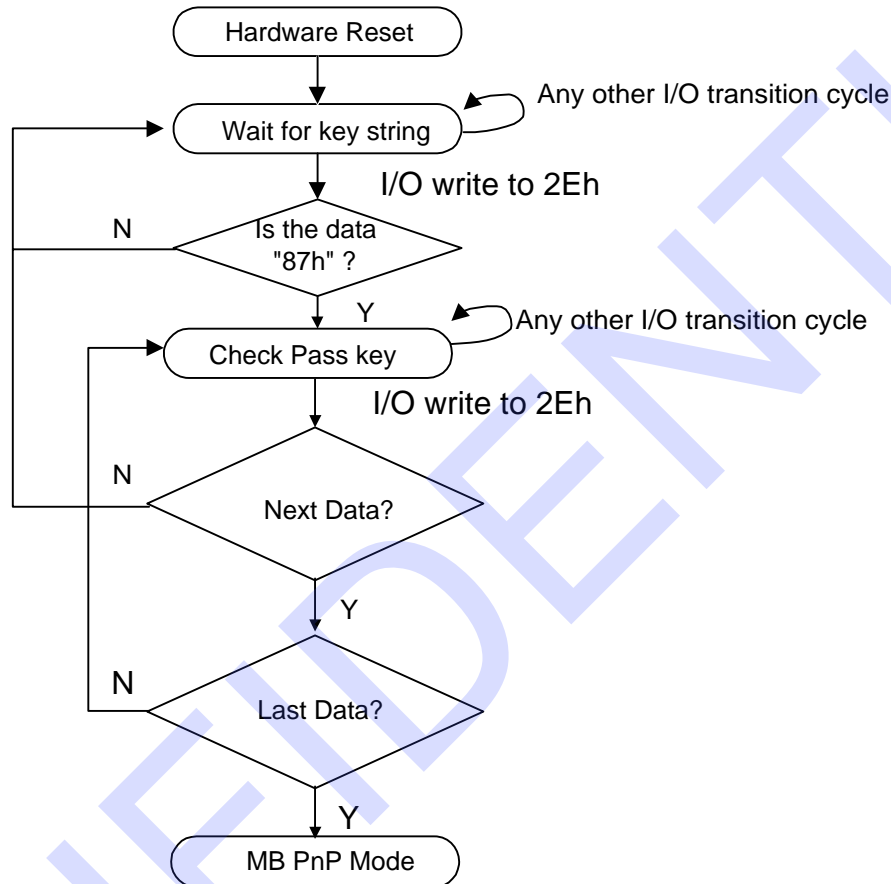 Hardware Reset
Any other I/O transition cycle
Wait for key string
I/O write to 2Eh
N
Is the data
"87h" ?
Y
Any other I/O transition cycle
Check Pass key
I/O write to 2Eh
N
Next Data?
Y
N
Last Data?
Y
MB PnP Mode